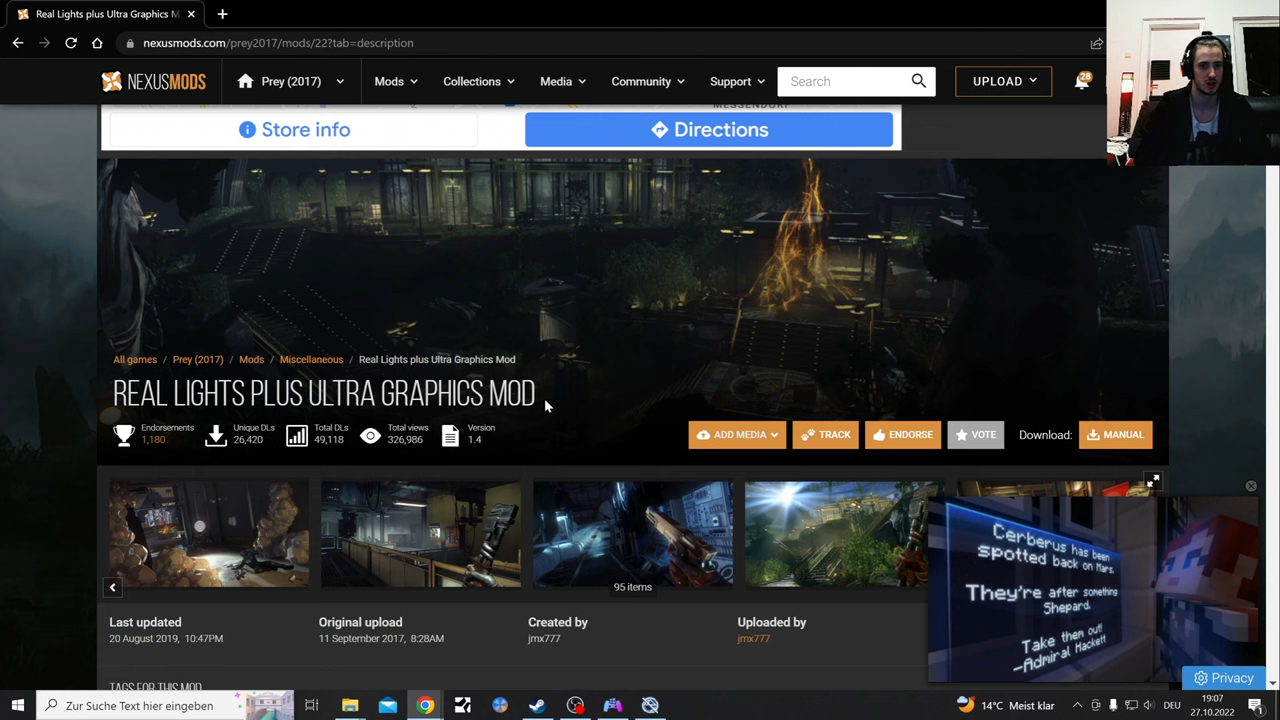 Real Lights plus Ultra Graphics M
nexusmods.com/prey2017/mods/22?tab=description
NEXUSMODS
Prey (2017)
Mods
Collections
Media
Community
Support
Search
UPLOAD
28
Store info
Directions
All games / Prey (2017) / Mods / Miscellaneous / Real Lights plus Ultra Graphics Mod
REAL LIGHTS PLUS ULTRA GRAPHICS MOD
Endorsements
1,180
Unique DLs
26,420
Total DLs
49,118
Total views
326,986
Version
1.4
ADD MEDIA
TRACK
ENDORSE
VOTE
Download:
MANUAL
95 items
Cerberus has been
spotted back on Mars.
They're after something
Shepard.
Take them out!
-Admiral Hackett
Last updated
20 August 2019, 10:47PM
Original upload
11 September 2017, 8:28AM
Created by
jmx777
Uploaded by
jmx777
TAGS FOR THIS MOD
Privacy
Zur Suche Text hier eingeben
14°C Meist klar
DEU
19:07
27.10.2022
1